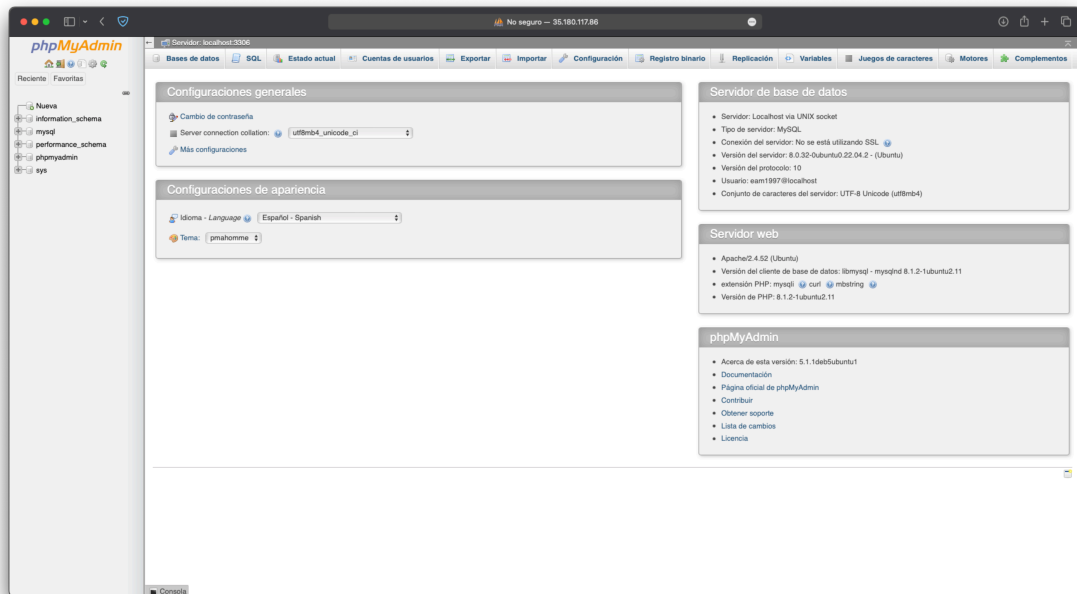 No seguro — 35.180.117.86
phpMyAdmin
Reciente Favoritas
Nueva
information_schema
mysql
performance_schema
phpmyadmin
sys
Servidor: localhost:3306
Bases de datos SQL Estado actual Cuentas de usuarios Exportar Importar Configuración Registro binario Replicación Variables Juegos de caracteres Motores Complementos
Configuraciones generales
Cambio de contraseña
Server connection collation: utf8mb4_unicode_ci
Más configuraciones
Configuraciones de apariencia
Idioma - Language Español - Spanish
Tema: pmahomme
Servidor de base de datos
• Servidor: Localhost via UNIX socket
• Tipo de servidor: MySQL
• Conexión del servidor: No se está utilizando SSL
• Versión del servidor: 8.0.32-0ubuntu0.22.04.2 - (Ubuntu)
• Versión del protocolo: 10
• Usuario: eam1997@localhost
• Conjunto de caracteres del servidor: UTF-8 Unicode (utf8mb4)
Servidor web
• Apache/2.4.52 (Ubuntu)
• Versión del cliente de base de datos: libmysql - mysqlnd 8.1.2-1ubuntu2.11
• extensión PHP: mysqli curl mbstring
• Versión de PHP: 8.1.2-1ubuntu2.11
phpMyAdmin
• Acerca de esta versión: 5.1.1deb5ubuntu1
• Documentación
• Página oficial de phpMyAdmin
• Contribuir
• Obtener soporte
• Lista de cambios
• Licencia
Consola